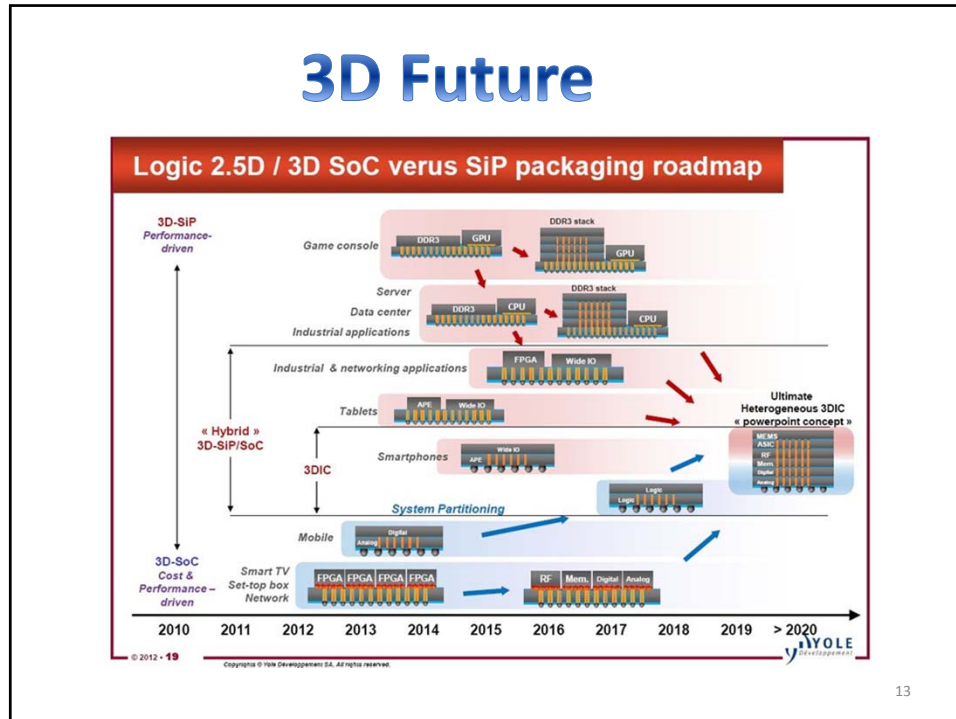 3D Future
Logic 2.5D / 3D SoC verus SiP packaging roadmap
3D-SiP
Performance-
driven
Game console
DDR3
GPU
DDR3 stack
GPU
Server
Data center
Industrial applications
DDR3
CPU
DDR3 stack
CPU
Industrial & networking applications
FPGA
Wide IO
Tablets
APE
Wide IO
« Hybrid »
3D-SiP/SoC
3DIC
Smartphones
Wide IO
APE
Ultimate
Heterogeneous 3DIC
« powerpoint concept »
MEMS
ASIC
RF
Mem.
Digital
Analog
Logic
Logic
System Partitioning
Mobile
Digital
Analog
3D-SoC
Cost &
Performance –
driven
Smart TV
Set-top box
Network
FPGA FPGA FPGA FPGA
RF Mem. Digital Analog
2010 2011 2012 2013 2014 2015 2016 2017 2018 2019 > 2020
© 2012 • 19
Copyrights © Yole Développement SA. All rights reserved.
YOLE
Développement
13